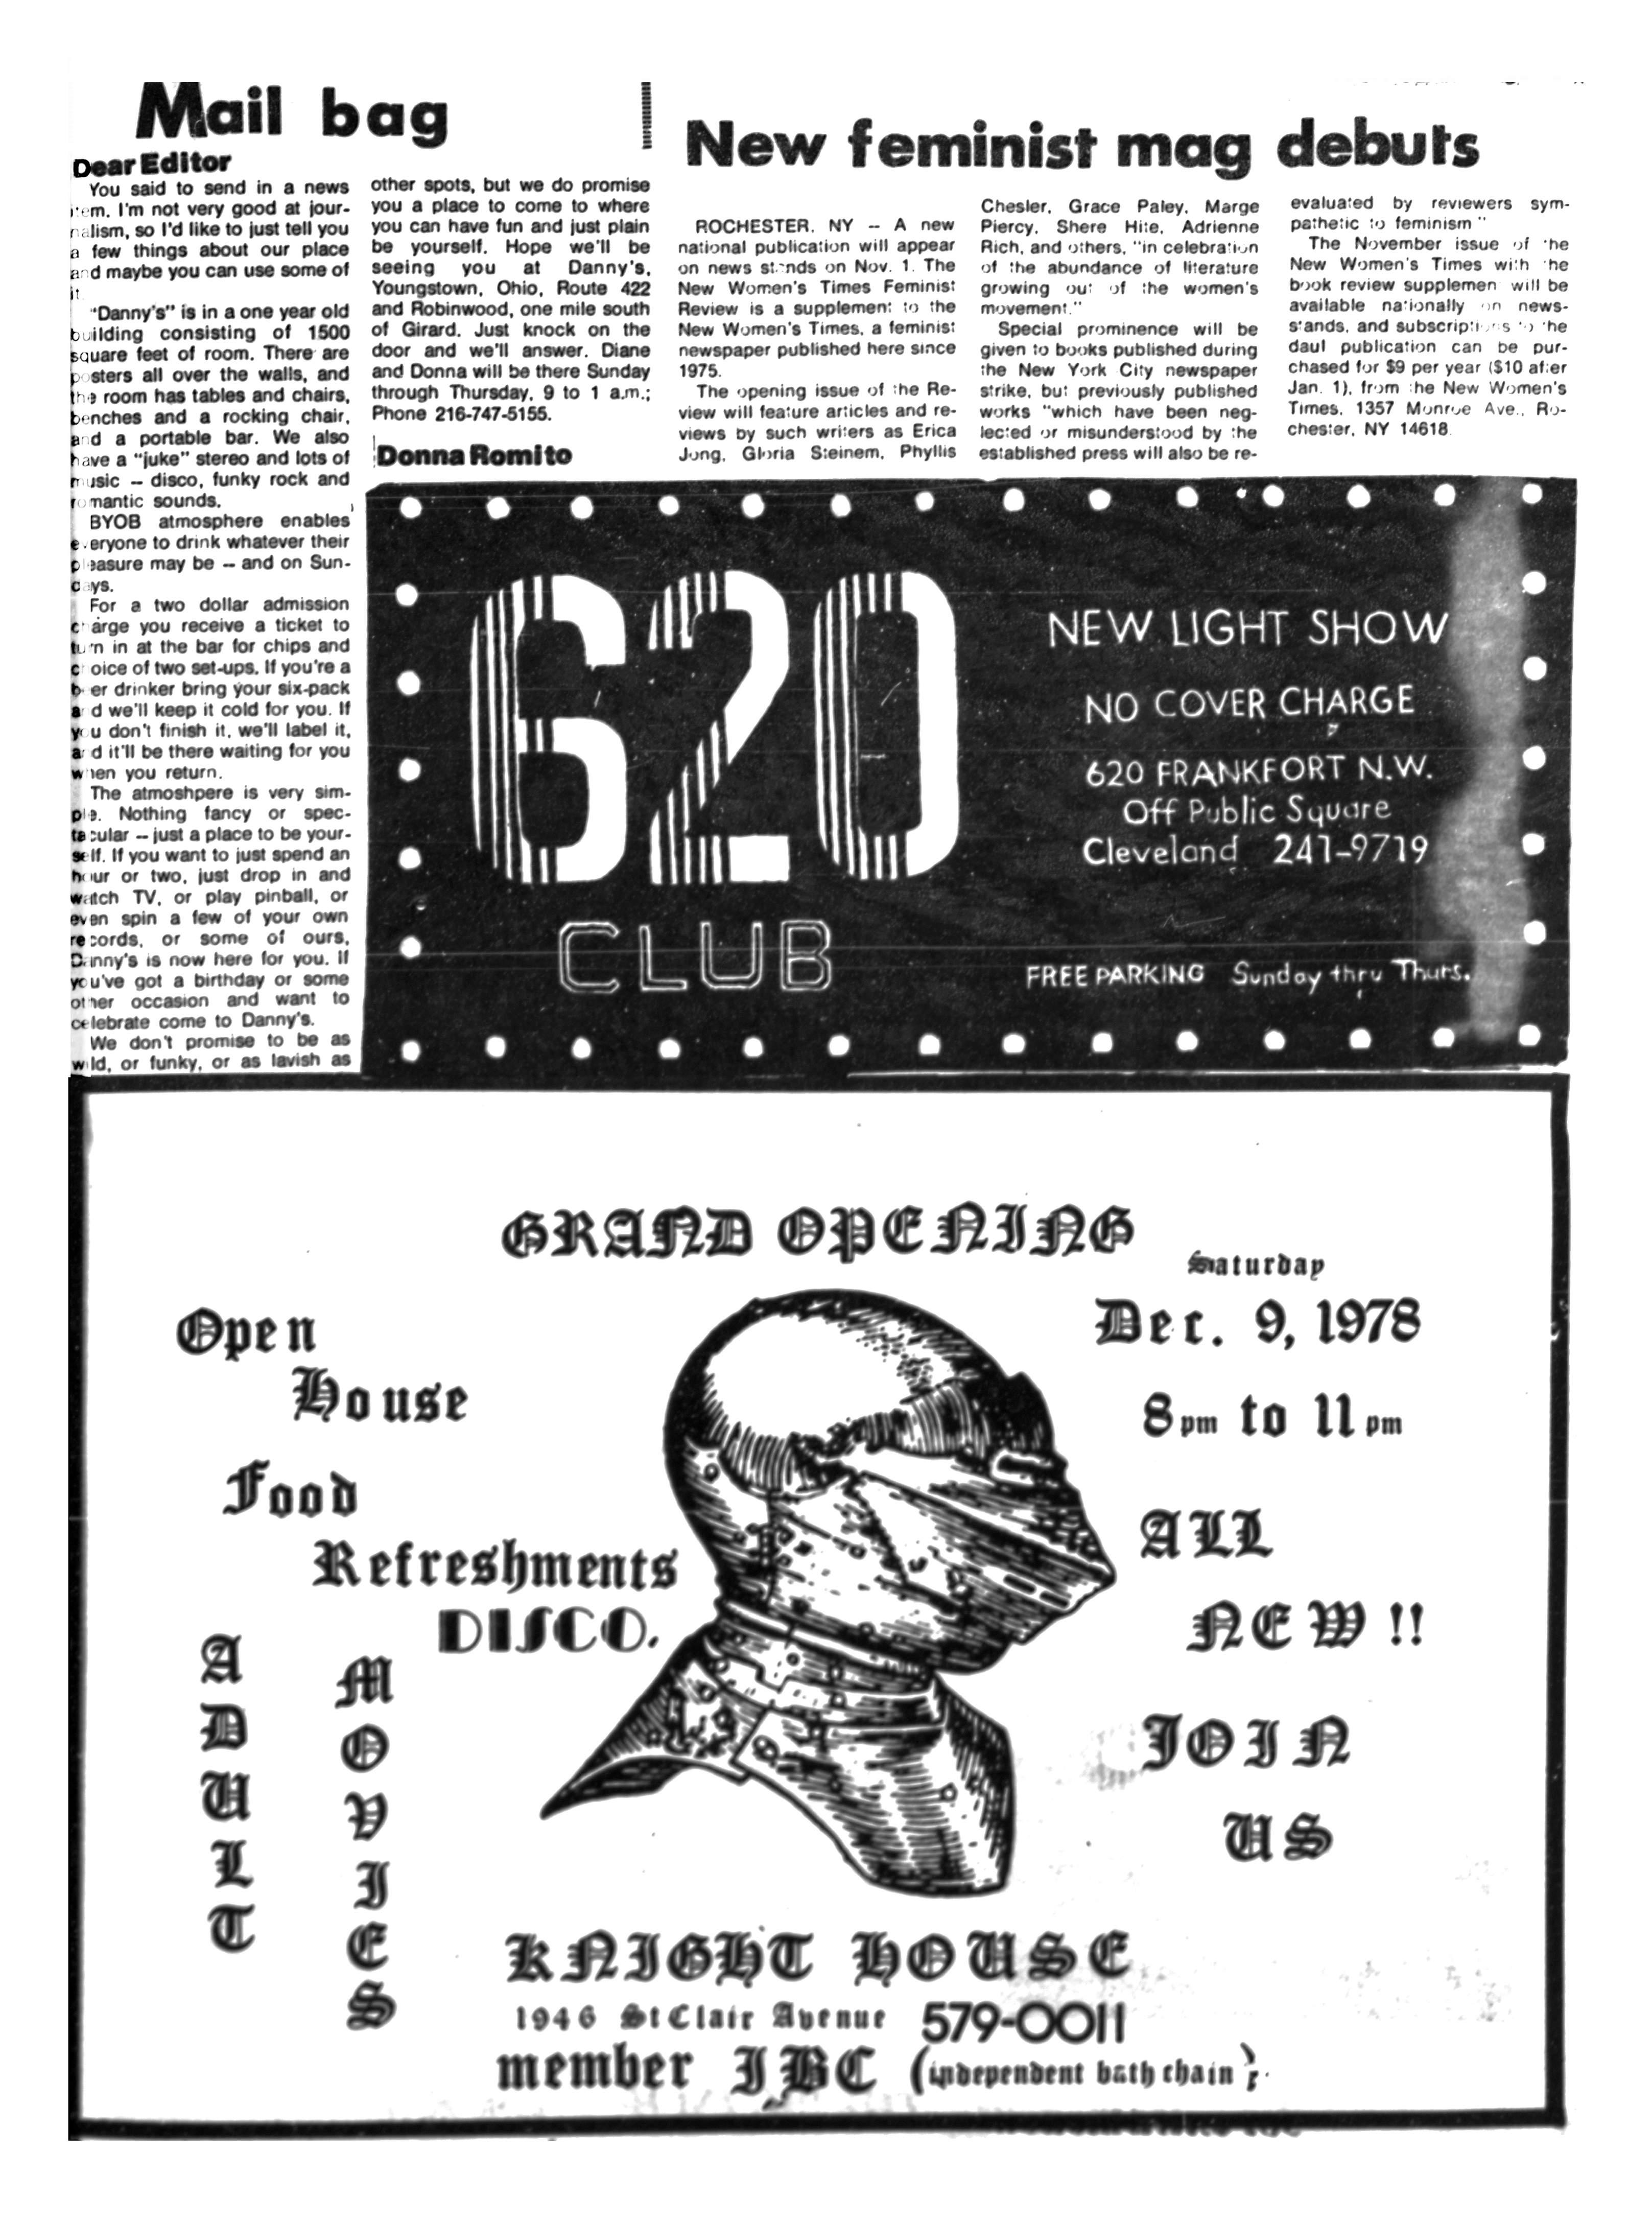 Mail bag
Dear Editor
You said to send in a news
item. I'm not very good at jour-
nalism, so I'd like to just tell you
a few things about our place
and maybe you can use some of
it.
"Danny's" is in a one year old
building consisting of 1500
square feet of room. There are
posters all over the walls, and
the room has tables and chairs,
benches and a rocking chair,
and a portable bar. We also
have a "juke" stereo and lots of
music -- disco, funky rock and
romantic sounds.
BYOB atmosphere enables
everyone to drink whatever their
pleasure may be -- and on Sun-
days.
For a two dollar admission
charge you receive a ticket to
turn in at the bar for chips and
choice of two set-ups. If you're a
beer drinker bring your six-pack
and we'll keep it cold for you. If
you don't finish it, we'll label it,
and it'll be there waiting for you
when you return.
The atmoshpere is very sim-
ple. Nothing fancy or spec-
tacular -- just a place to be your-
self. If you want to just spend an
hour or two, just drop in and
watch TV, or play pinball, or
even spin a few of your own
records, or some of ours,
Danny's is now here for you. If
you've got a birthday or some
other occasion and want to
celebrate come to Danny's.
We don't promise to be as
wild, or funky, or as lavish as
other spots, but we do promise
you a place to come to where
you can have fun and just plain
be yourself. Hope we'll be
seeing you at Danny's,
Youngstown, Ohio, Route 422
and Robinwood, one mile south
of Girard. Just knock on the
door and we'll answer. Diane
and Donna will be there Sunday
through Thursday, 9 to 1 a.m.;
Phone 216-747-5155.
Donna Romito
New feminist mag debuts
ROCHESTER, NY -- A new
national publication will appear
on news stands on Nov. 1. The
New Women's Times Feminist
Review is a supplement to the
New Women's Times, a feminist
newspaper published here since
1975.
The opening issue of the Re-
view will feature articles and re-
views by such writers as Erica
Jong, Gloria Steinem, Phyllis
Chesler, Grace Paley, Marge
Piercy, Shere Hite, Adrienne
Rich, and others, "in celebration
of the abundance of literature
growing out of the women's
movement."
Special prominence will be
given to books published during
the New York City newspaper
strike, but previously published
works "which have been neg-
lected or misunderstood by the
established press will also be re-
evaluated by reviewers sym-
pathetic to feminism"
The November issue of the
New Women's Times with the
book review supplemen will be
available nationally on news-
stands, and subscriptions to the
daut publication can be pur-
chased for $9 per year ($10 after
Jan. 1), from the New Women's
Times, 1357 Munroe Ave., Ro-
chester, NY 14618.
620
CLUB
NEW LIGHT SHOW
NO COVER CHARGE
620 FRANKFORT N.W.
Off Public Square
Cleveland 241-9719
FREE PARKING Sunday thru Thurs.
GRAND OPENING
Saturday
Dec. 9, 1978
8pm to 11pm
Open
House
Food
Refreshments
DISCO.
ADULT
MOVIES
ALL
NEW!!
JOIN
US
KNIGHT HOUSE
1946 St Clair Avenue 579-0011
member IBC (independent bath chain);